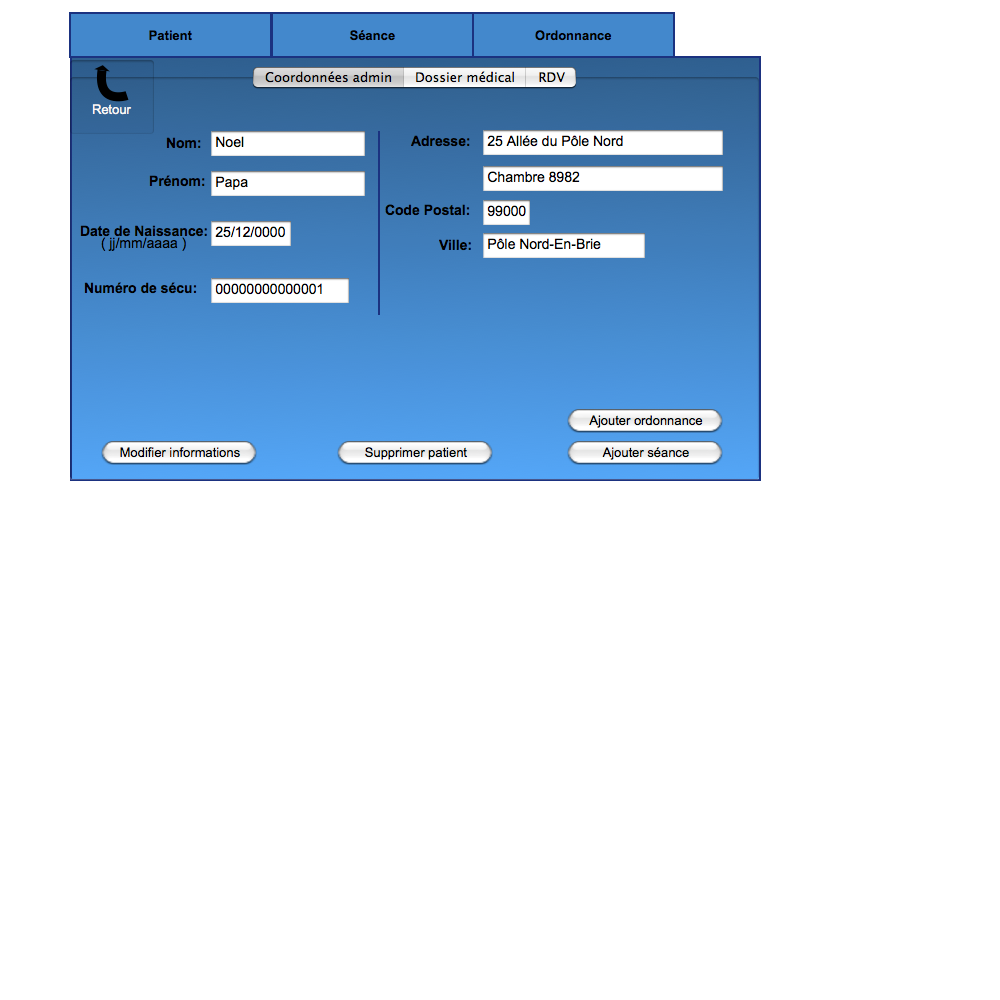 Patient Séance Ordonnance
Coordonnées admin Dossier médical RDV
Retour
Nom: Noel
Prénom: Papa
Date de Naissance: 25/12/0000
( jj/mm/aaaa )
Numéro de sécu: 00000000000001
Adresse: 25 Allée du Pôle Nord
Chambre 8982
Code Postal: 99000
Ville: Pôle Nord-En-Brie
Ajouter ordonnance
Modifier informations Supprimer patient Ajouter séance